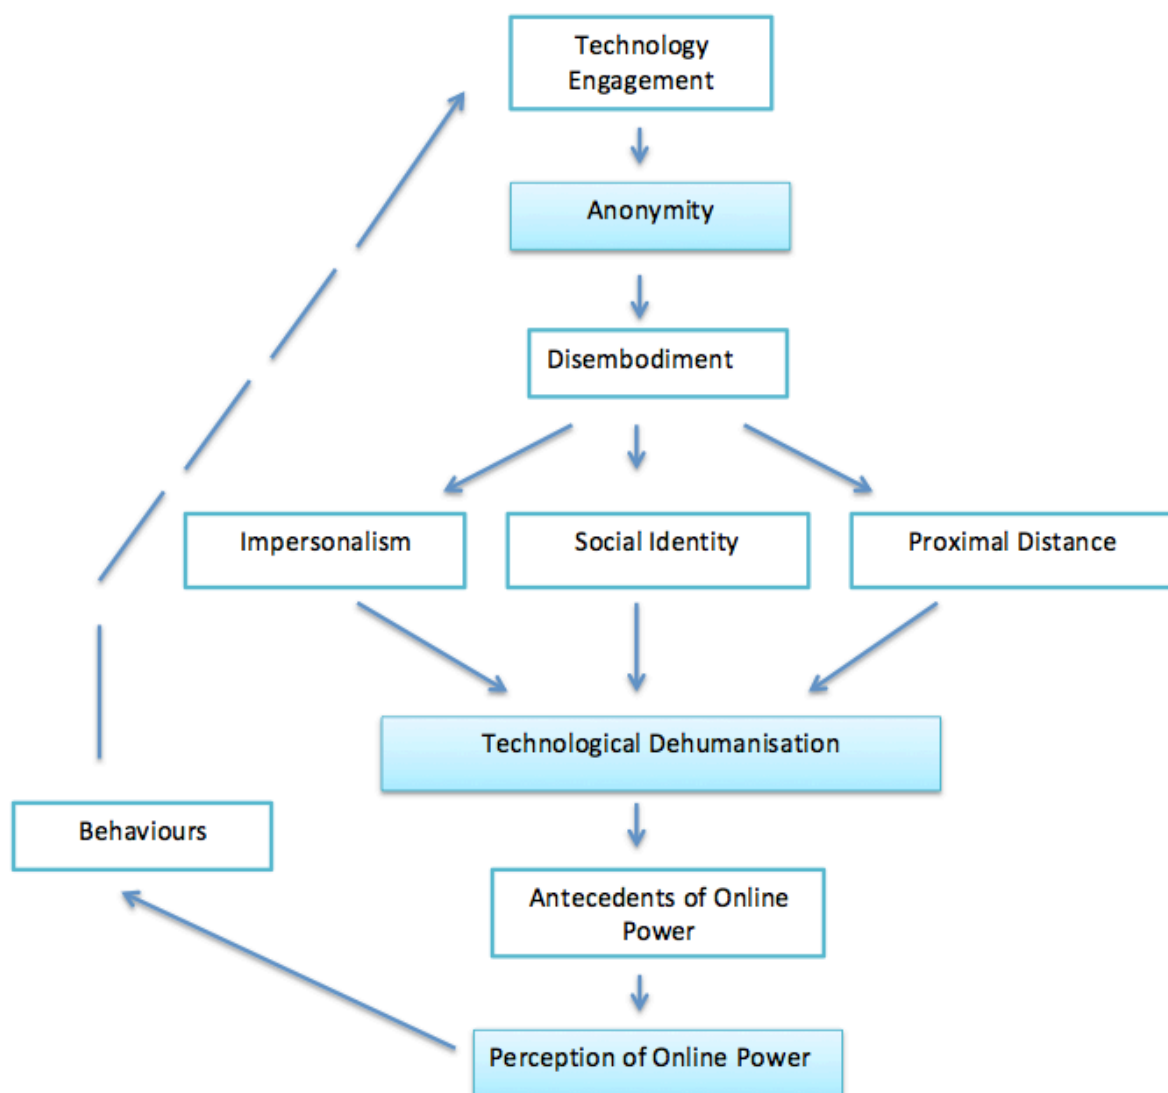 Technology
Engagement
Anonymity
Disembodiment
Impersonalism
Social Identity
Proximal Distance
Technological Dehumanisation
Behaviours
Antecedents of Online
Power
Perception of Online Power